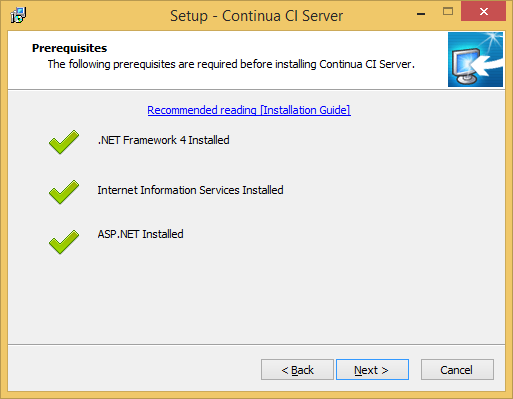 Setup - Continua CI Server
Prerequisites
The following prerequisites are required before installing Continua CI Server.
Recommended reading [Installation Guide]
.NET Framework 4 Installed
Internet Information Services Installed
ASP.NET Installed
< Back
Next >
Cancel